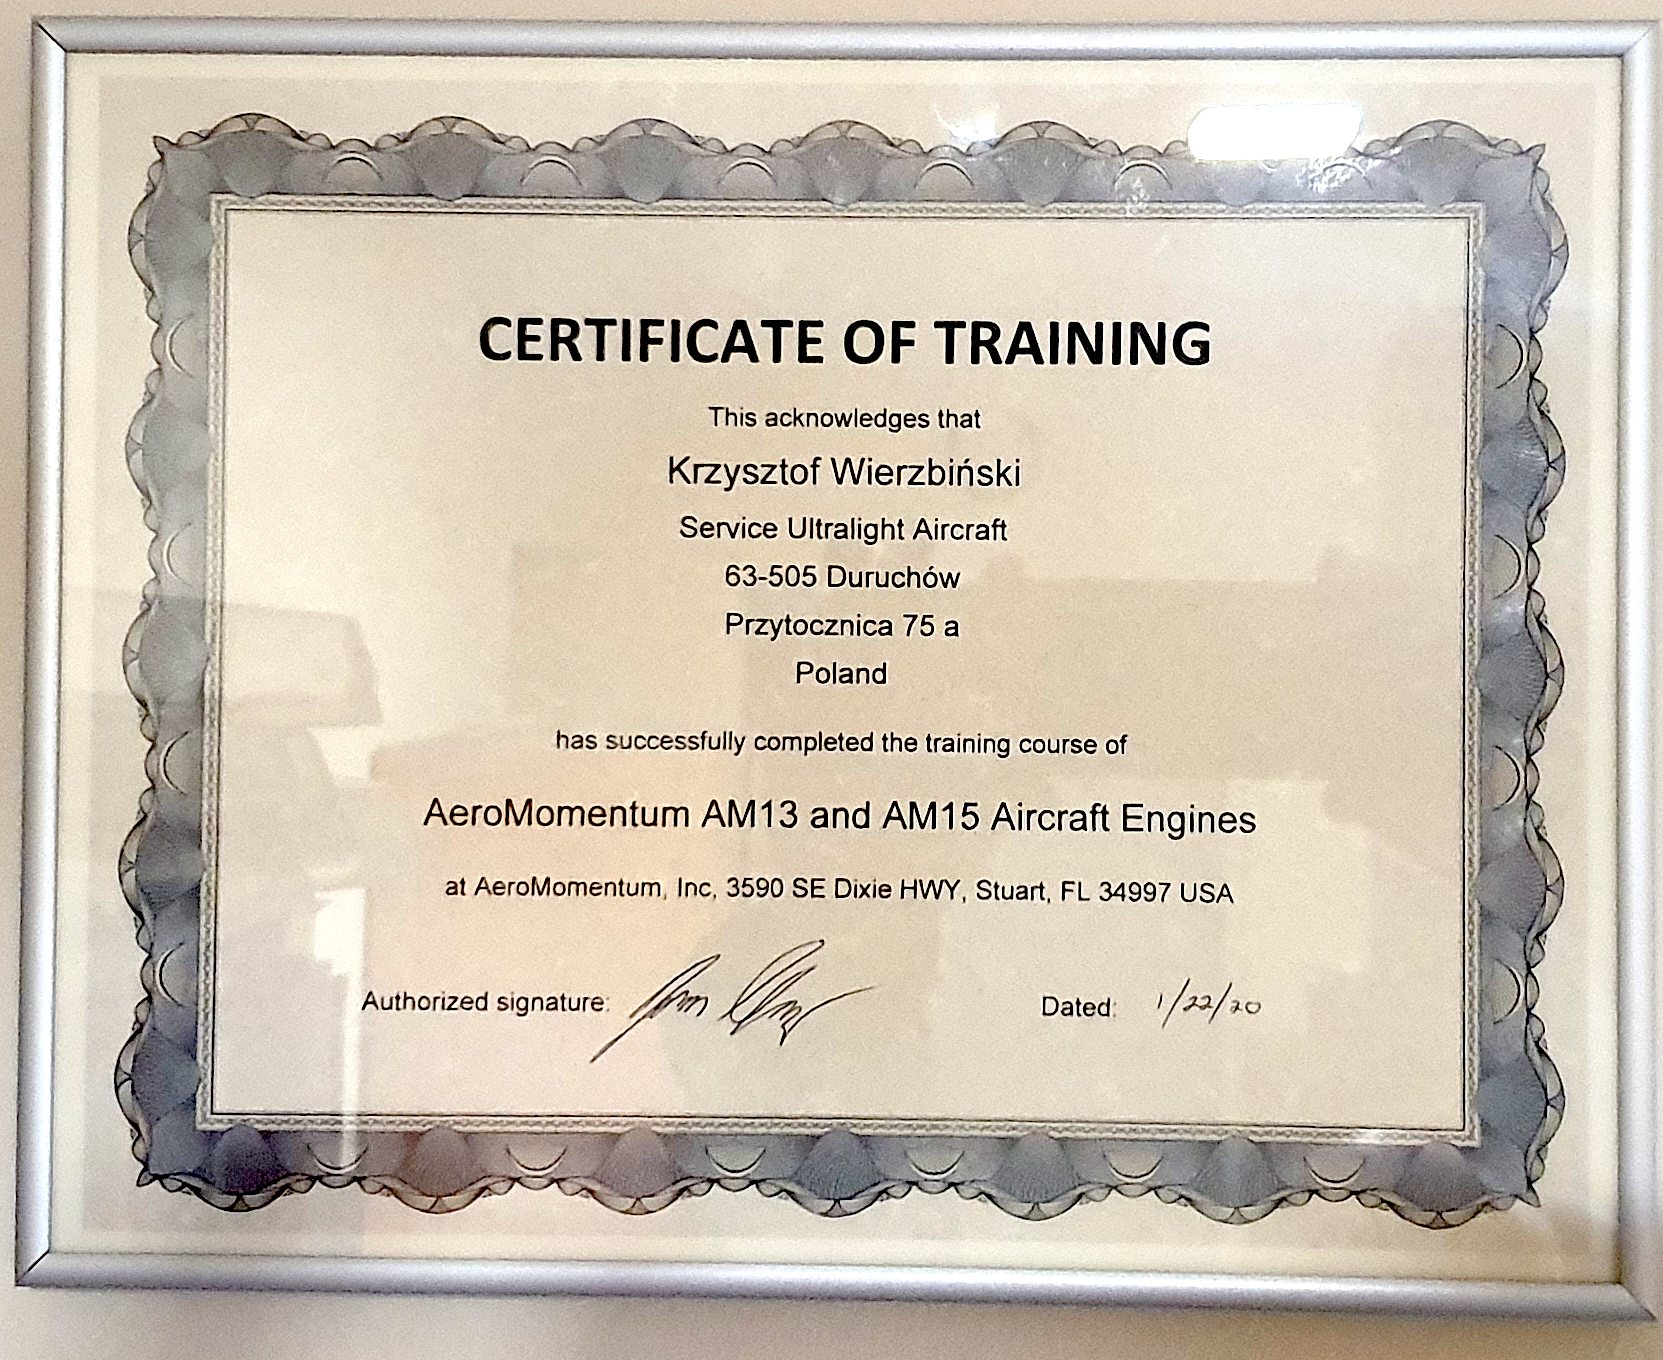 CERTIFICATE OF TRAINING
This acknowledges that
Krzysztof Wierzbiński
Service Ultralight Aircraft
63-505 Duruchów
Przytocznica 75 a
Poland
has successfully completed the training course of
AeroMomentum AM13 and AM15 Aircraft Engines
at AeroMomentum, Inc, 3590 SE Dixie HWY, Stuart, FL 34997 USA
Authorized signature: Dated: 1/22/20